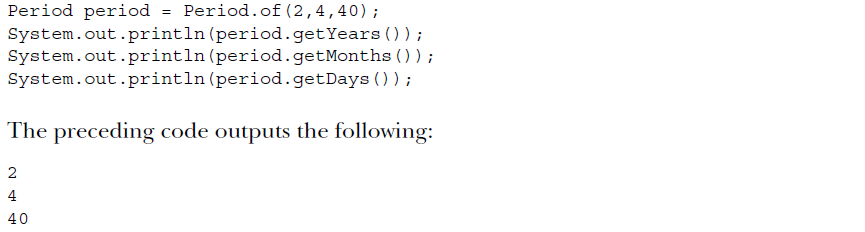 Period period = Period.of(2,4,40);
System.out.println(period.getYears());
System.out.println(period.getMonths());
System.out.println(period.getDays());
The preceding code outputs the following:
2
4
40